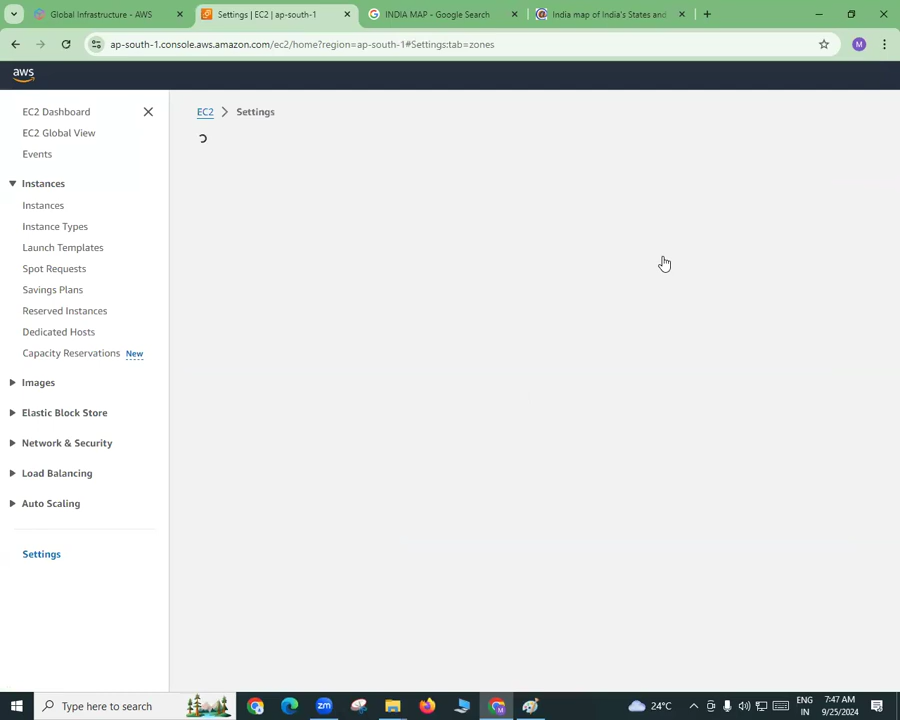 Global Infrastructure - AWS
Settings | EC2 | ap-south-1
INDIA MAP - Google Search
India map of India's States and
ap-south-1.console.aws.amazon.com/ec2/home?region=ap-south-1#Settings:tab=zones
M
aws
EC2 Dashboard
EC2 Global View
Events
Instances
Instances
Instance Types
Launch Templates
Spot Requests
Savings Plans
Reserved Instances
Dedicated Hosts
Capacity Reservations New
Images
Elastic Block Store
Network & Security
Load Balancing
Auto Scaling
Settings
EC2 > Settings
Type here to search
zm
M
24°C
ENG
IN
7:47 AM
9/25/2024